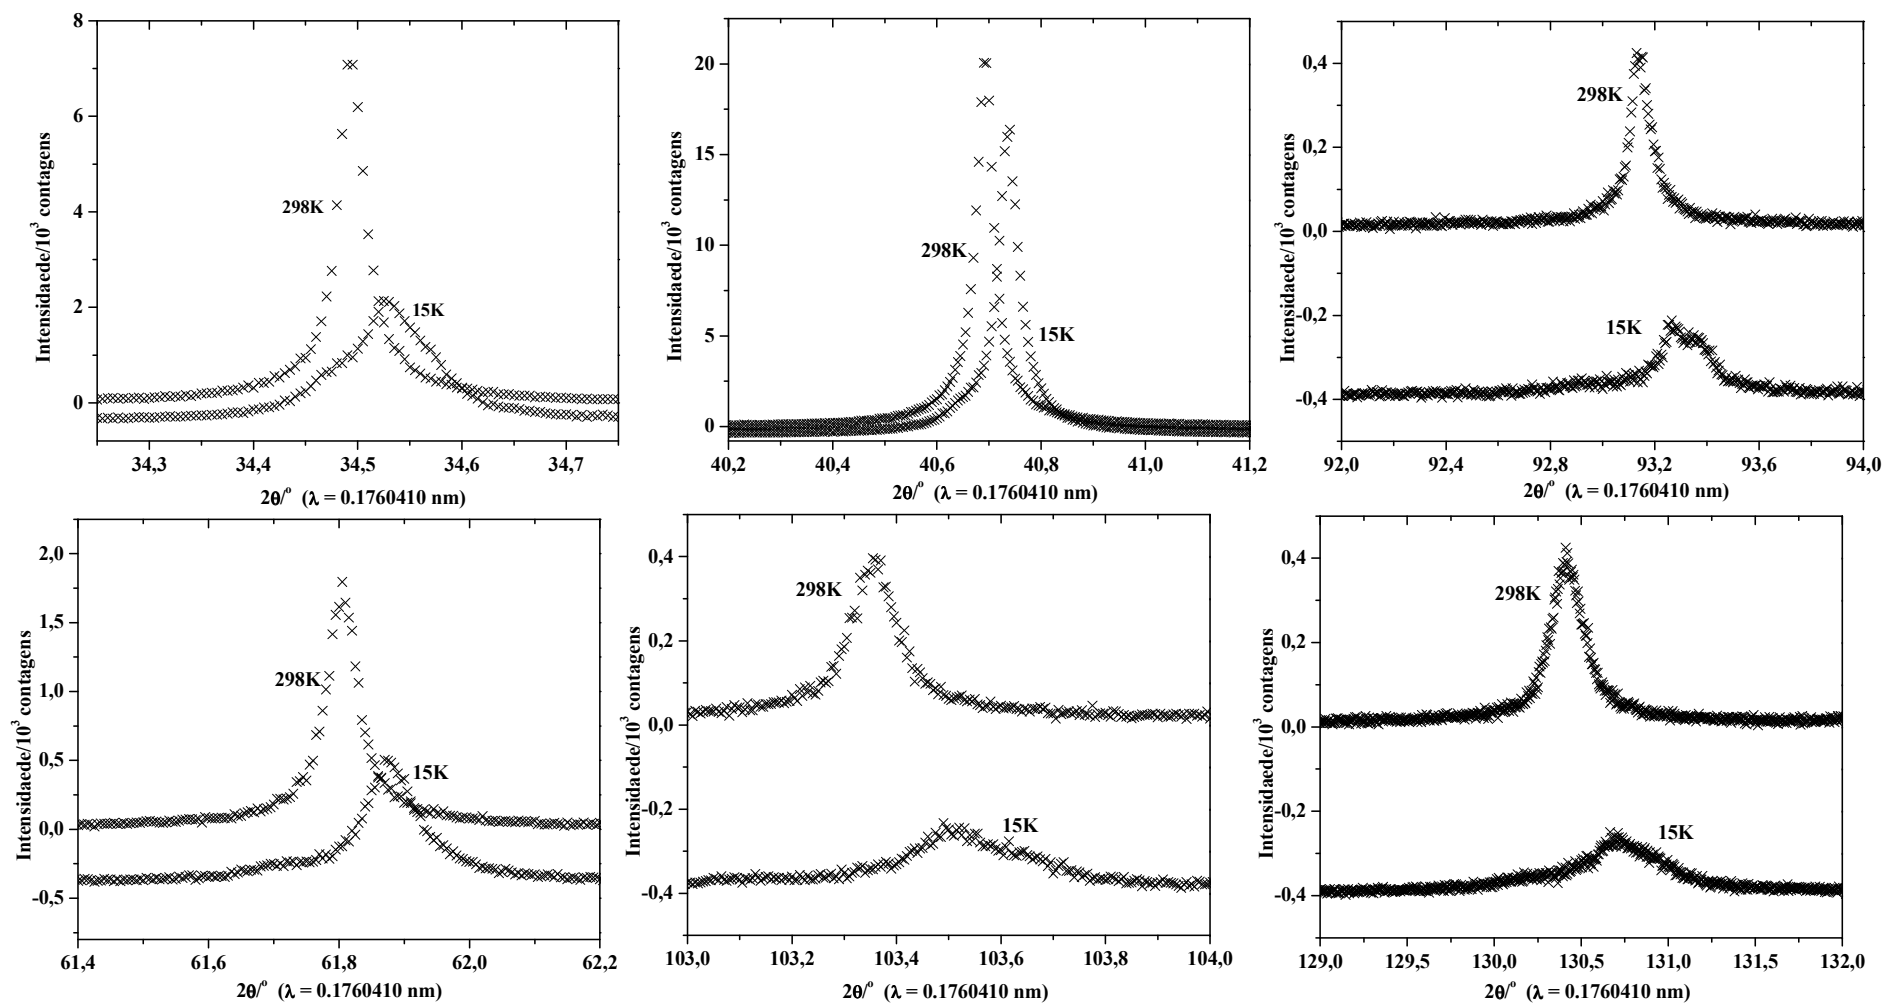 8
6
4
2
0
Intensidaede/10³ contagens
298K
15K
34,3 34,4 34,5 34,6 34,7
2θ/° (λ = 0.1760410 nm)
20
15
10
5
0
Intensidaede/10³ contagens
298K
15K
40,2 40,4 40,6 40,8 41,0 41,2
2θ/° (λ = 0.1760410 nm)
0,4
0,2
0,0
-0,2
-0,4
Intensidaede/10³ contagens
298K
15K
92,0 92,4 92,8 93,2 93,6 94,0
2θ/° (λ = 0.1760410 nm)
2,0
1,5
1,0
0,5
0,0
-0,5
Intensidaede/10³ contagens
298K
15K
61,4 61,6 61,8 62,0 62,2
2θ/° (λ = 0.1760410 nm)
0,4
0,2
0,0
-0,2
-0,4
Intensidaede/10³ contagens
298K
15K
103,0 103,2 103,4 103,6 103,8 104,0
2θ/° (λ = 0.1760410 nm)
0,4
0,2
0,0
-0,2
-0,4
Intensidaede/10³ contagens
298K
15K
129,0 129,5 130,0 130,5 131,0 131,5 132,0
2θ/° (λ = 0.1760410 nm)